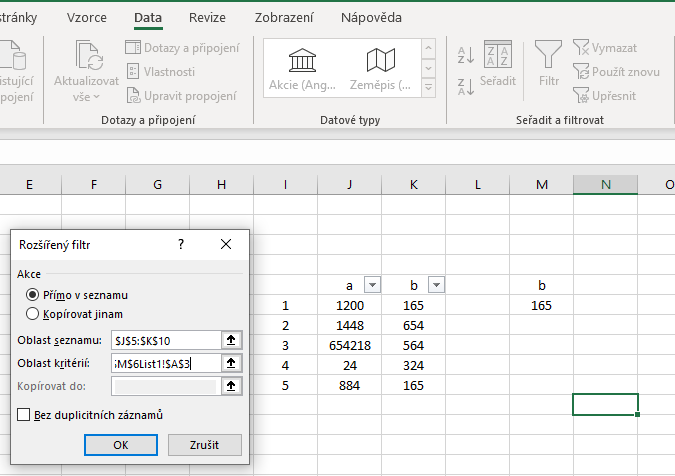 stránky Vzorce Data Revize Zobrazení Nápověda
istující
pojení
Aktualizovat
vše
Dotazy a připojení
Vlastnosti
Upravit propojení
Dotazy a připojení
Akcie (Ang... Zeměpis (...
Datové typy
Seřadit
Filtr
Vymazat
Použít znovu
Upřesnit
Seřadit a filtrovat
E F G H I J K L M N O
a b b
1 1200 165 165
2 1448 654
3 654218 564
4 24 324
5 884 165
Rozšířený filtr ? ×
Akce
Přímo v seznamu
Kopírovat jinam
Oblast seznamu: $J$5:$K$10
Oblast kritérií: $M$6List1!$A$3
Kopírovat do:
Bez duplicitních záznamů
OK Zrušit